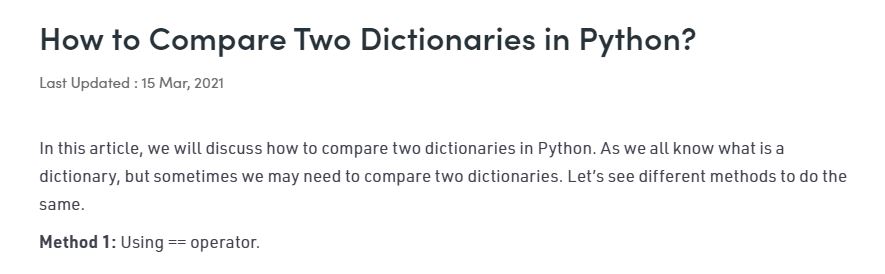 How to Compare Two Dictionaries in Python?
Last Updated : 15 Mar, 2021
In this article, we will discuss how to compare two dictionaries in Python. As we all know what is a
dictionary, but sometimes we may need to compare two dictionaries. Let’s see different methods to do the
same.
Method 1: Using == operator.